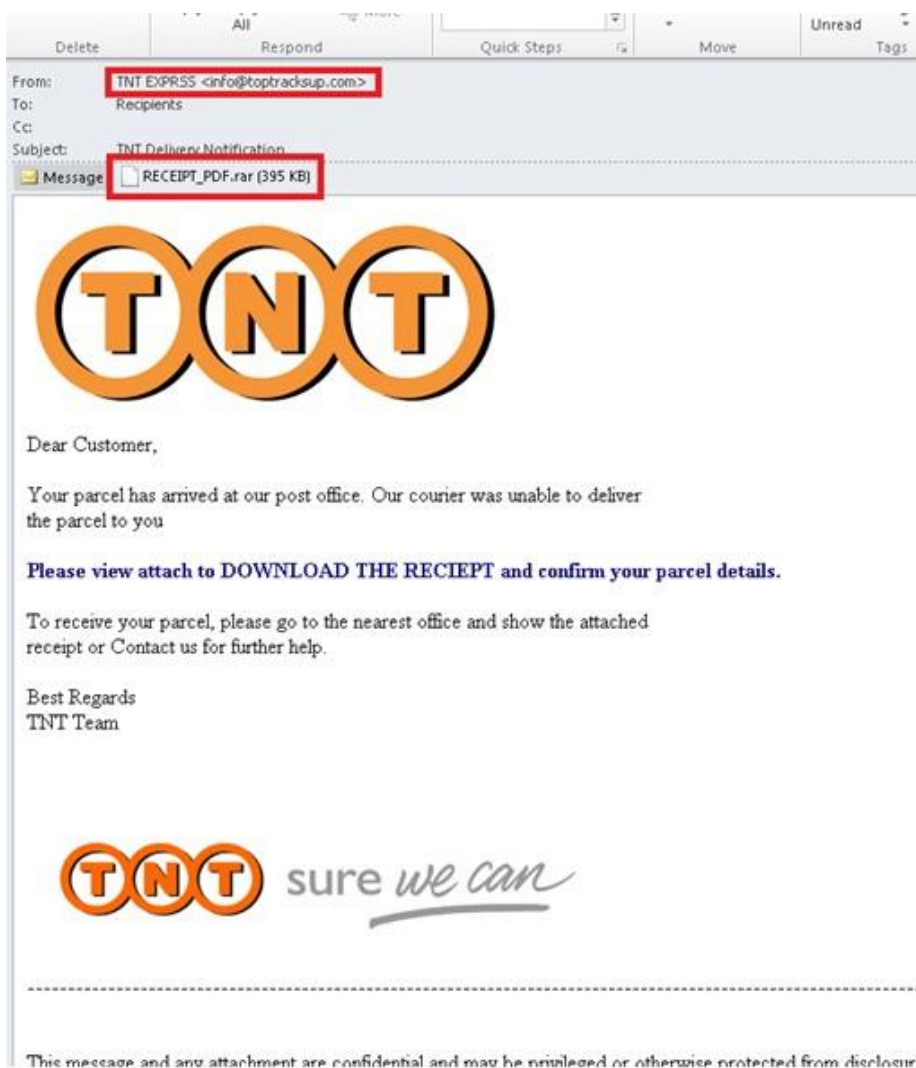 All
More
Unread
Delete
Respond
Quick Steps
Move
Tags
From: TNT EXPRSS <info@toptracksup.com>
To: Recipients
Cc:
Subject: TNT Delivery Notification
Message RECEIPT_PDF.rar (395 KB)
TNT
Dear Customer,
Your parcel has arrived at our post office. Our courier was unable to deliver
the parcel to you
Please view attach to DOWNLOAD THE RECIEPT and confirm your parcel details.
To receive your parcel, please go to the nearest office and show the attached
receipt or Contact us for further help.
Best Regards
TNT Team
TNT sure we can
This message and any attachment are confidential and may be privileged or otherwise protected from disclosur